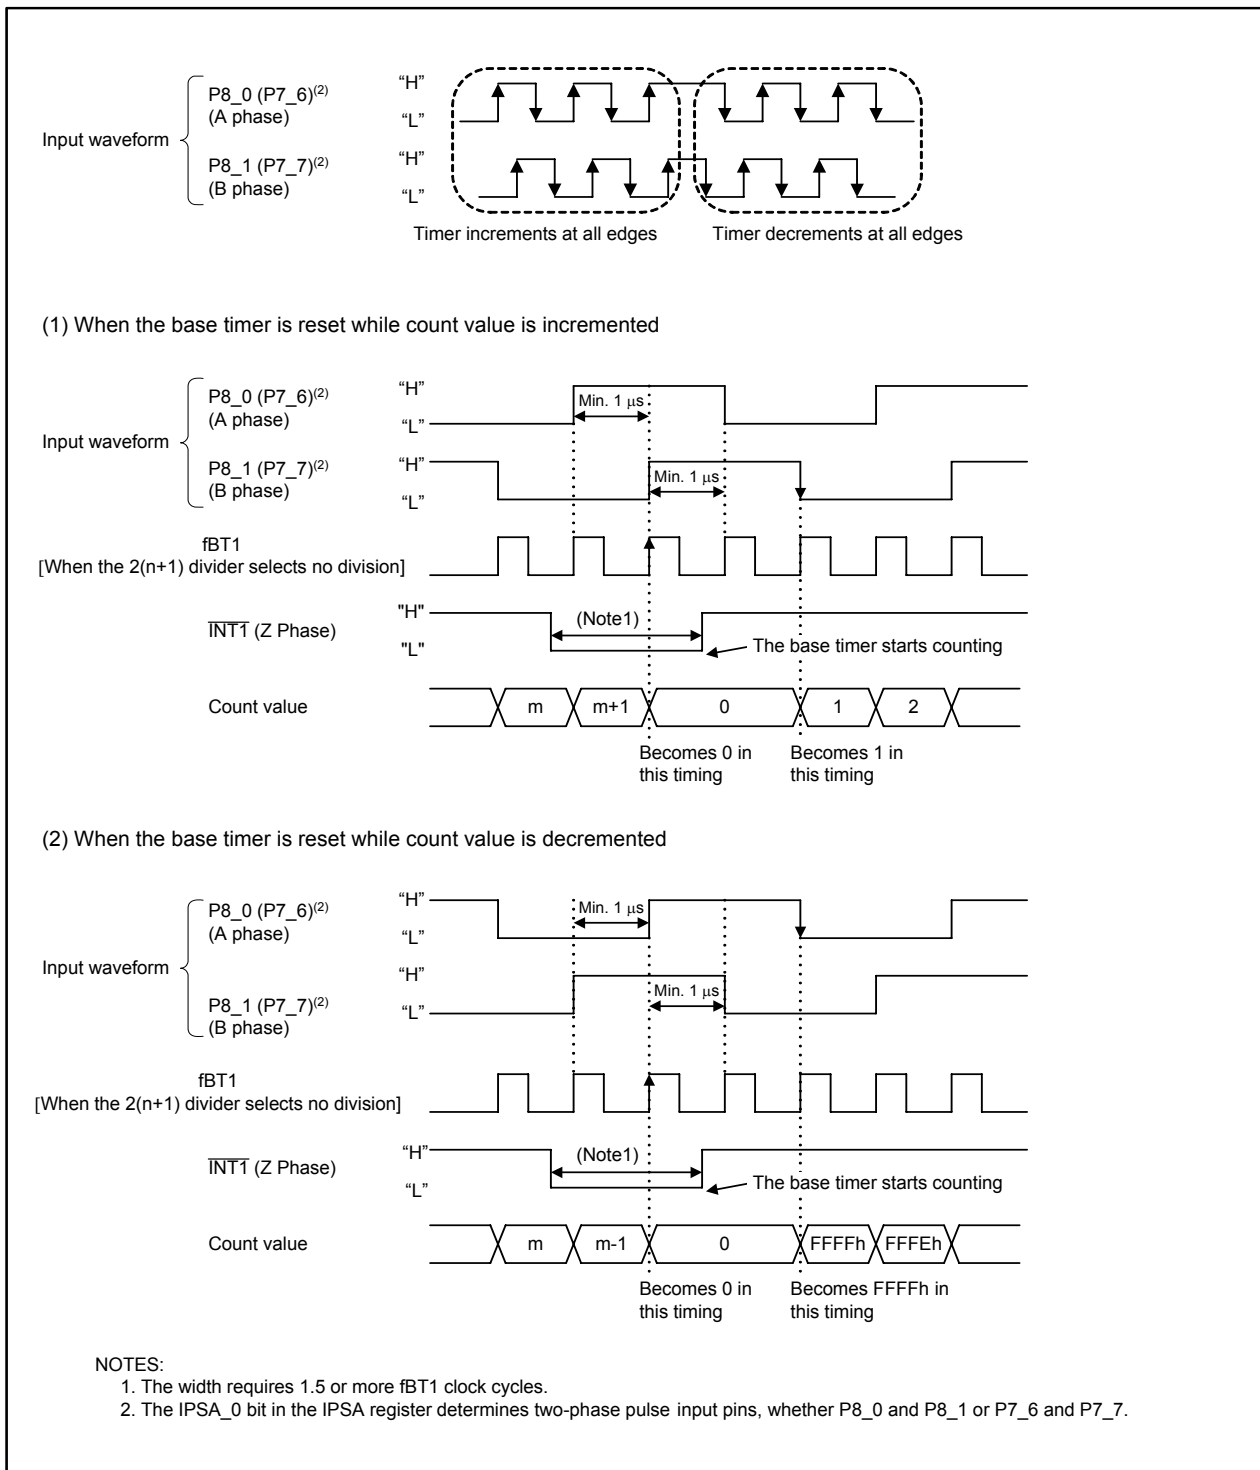 P8_0 (P7_6)(2)
(A phase)
"H"
"L"
Input waveform
P8_1 (P7_7)(2)
(B phase)
"H"
"L"
Timer increments at all edges
Timer decrements at all edges
(1) When the base timer is reset while count value is incremented
P8_0 (P7_6)(2)
(A phase)
"H"
"L"
Min. 1 μs
Input waveform
P8_1 (P7_7)(2)
(B phase)
"H"
"L"
Min. 1 μs
fBT1
[When the 2(n+1) divider selects no division]
INT1 (Z Phase)
"H"
"L"
(Note1)
The base timer starts counting
Count value
m
m+1
0
1
2
Becomes 0 in
this timing
Becomes 1 in
this timing
(2) When the base timer is reset while count value is decremented
P8_0 (P7_6)(2)
(A phase)
"H"
"L"
Min. 1 μs
Input waveform
P8_1 (P7_7)(2)
(B phase)
"H"
"L"
Min. 1 μs
fBT1
[When the 2(n+1) divider selects no division]
INT1 (Z Phase)
"H"
"L"
(Note1)
The base timer starts counting
Count value
m
m-1
0
FFFFh
FFFEh
Becomes 0 in
this timing
Becomes FFFFh in
this timing
NOTES:
1. The width requires 1.5 or more fBT1 clock cycles.
2. The IPSA_0 bit in the IPSA register determines two-phase pulse input pins, whether P8_0 and P8_1 or P7_6 and P7_7.